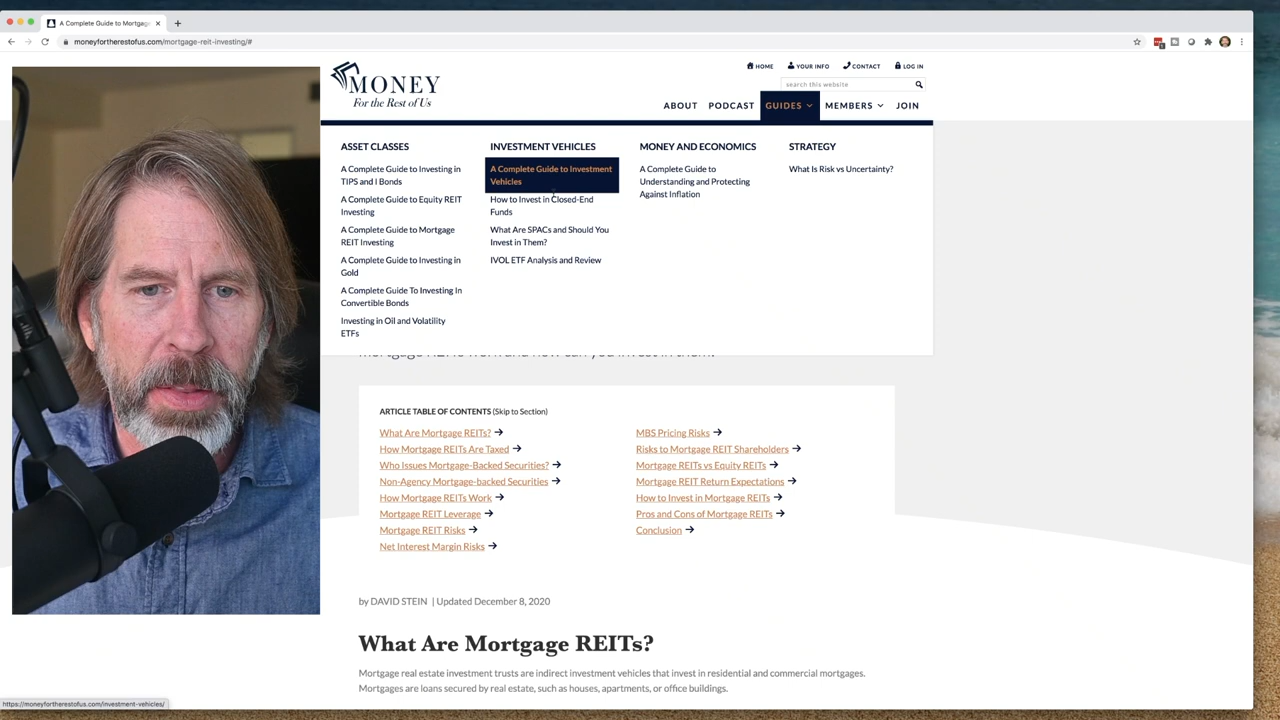 A Complete Guide to Mortgage
moneyfortherestofus.com/mortgage-reit-investing/#
HOME
YOUR INFO
CONTACT
LOG IN
MONEY
For the Rest of Us
search this website
ABOUT
PODCAST
GUIDES
MEMBERS
JOIN
ASSET CLASSES
A Complete Guide to Investing in
TIPS and I Bonds
A Complete Guide to Equity REIT
Investing
A Complete Guide to Mortgage
REIT Investing
A Complete Guide to Investing in
Gold
A Complete Guide To Investing In
Convertible Bonds
Investing in Oil and Volatility
ETFs
INVESTMENT VEHICLES
A Complete Guide to Investment
Vehicles
How to Invest in Closed-End
Funds
What Are SPACs and Should You
Invest in Them?
IVOL ETF Analysis and Review
MONEY AND ECONOMICS
A Complete Guide to
Understanding and Protecting
Against Inflation
STRATEGY
What Is Risk vs Uncertainty?
ARTICLE TABLE OF CONTENTS (Skip to Section)
What Are Mortgage REITs?
How Mortgage REITs Are Taxed
Who Issues Mortgage-Backed Securities?
Non-Agency Mortgage-backed Securities
How Mortgage REITs Work
Mortgage REIT Leverage
Mortgage REIT Risks
Net Interest Margin Risks
MBS Pricing Risks
Risks to Mortgage REIT Shareholders
Mortgage REITs vs Equity REITs
Mortgage REIT Return Expectations
How to Invest in Mortgage REITs
Pros and Cons of Mortgage REITs
Conclusion
by DAVID STEIN | Updated December 8, 2020
What Are Mortgage REITs?
Mortgage real estate investment trusts are indirect investment vehicles that invest in residential and commercial mortgages.
Mortgages are loans secured by real estate, such as houses, apartments, or office buildings.
https://moneyfortherestofus.com/investment-vehicles/